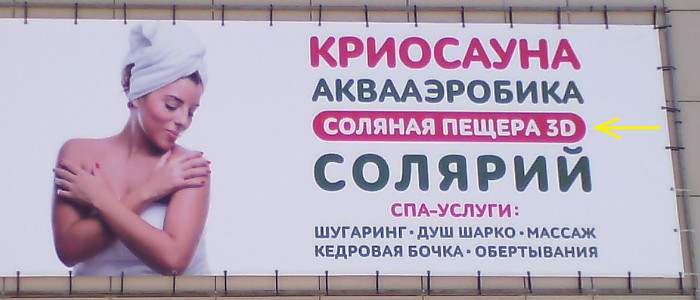 КРИОСАУНА
АКВААЭРОБИКА
СОЛЯНАЯ ПЕЩЕРА 3D
СОЛЯРИЙ
СПА-УСЛУГИ:
ШУГАРИНГ · ДУШ ШАРКО · МАССАЖ
КЕДРОВАЯ БОЧКА · ОБЕРТЫВАНИЯ